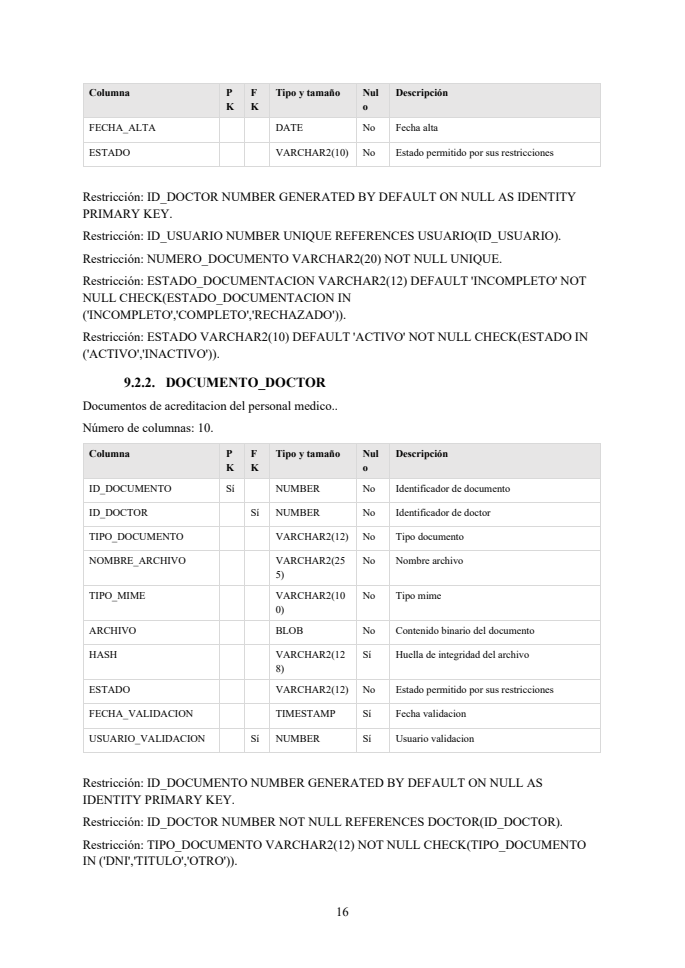 Columna P K F K Tipo y tamaño Nul o Descripción
FECHA_ALTA DATE No Fecha alta
ESTADO VARCHAR2(10) No Estado permitido por sus restricciones
Restricción: ID_DOCTOR NUMBER GENERATED BY DEFAULT ON NULL AS IDENTITY
PRIMARY KEY.
Restricción: ID_USUARIO NUMBER UNIQUE REFERENCES USUARIO(ID_USUARIO).
Restricción: NUMERO_DOCUMENTO VARCHAR2(20) NOT NULL UNIQUE.
Restricción: ESTADO_DOCUMENTACION VARCHAR2(12) DEFAULT 'INCOMPLETO' NOT
NULL CHECK(ESTADO_DOCUMENTACION IN
('INCOMPLETO','COMPLETO','RECHAZADO')).
Restricción: ESTADO VARCHAR2(10) DEFAULT 'ACTIVO' NOT NULL CHECK(ESTADO IN
('ACTIVO','INACTIVO')).
9.2.2. DOCUMENTO_DOCTOR
Documentos de acreditacion del personal medico..
Número de columnas: 10.
Columna P K F K Tipo y tamaño Nul o Descripción
ID_DOCUMENTO Sí NUMBER No Identificador de documento
ID_DOCTOR Sí NUMBER No Identificador de doctor
TIPO_DOCUMENTO VARCHAR2(12) No Tipo documento
NOMBRE_ARCHIVO VARCHAR2(25 5) No Nombre archivo
TIPO_MIME VARCHAR2(10 0) No Tipo mime
ARCHIVO BLOB No Contenido binario del documento
HASH VARCHAR2(12 8) Sí Huella de integridad del archivo
ESTADO VARCHAR2(12) No Estado permitido por sus restricciones
FECHA_VALIDACION TIMESTAMP Sí Fecha validacion
USUARIO_VALIDACION Sí NUMBER Sí Usuario validacion
Restricción: ID_DOCUMENTO NUMBER GENERATED BY DEFAULT ON NULL AS
IDENTITY PRIMARY KEY.
Restricción: ID_DOCTOR NUMBER NOT NULL REFERENCES DOCTOR(ID_DOCTOR).
Restricción: TIPO_DOCUMENTO VARCHAR2(12) NOT NULL CHECK(TIPO_DOCUMENTO
IN ('DNI','TITULO','OTRO')).
16